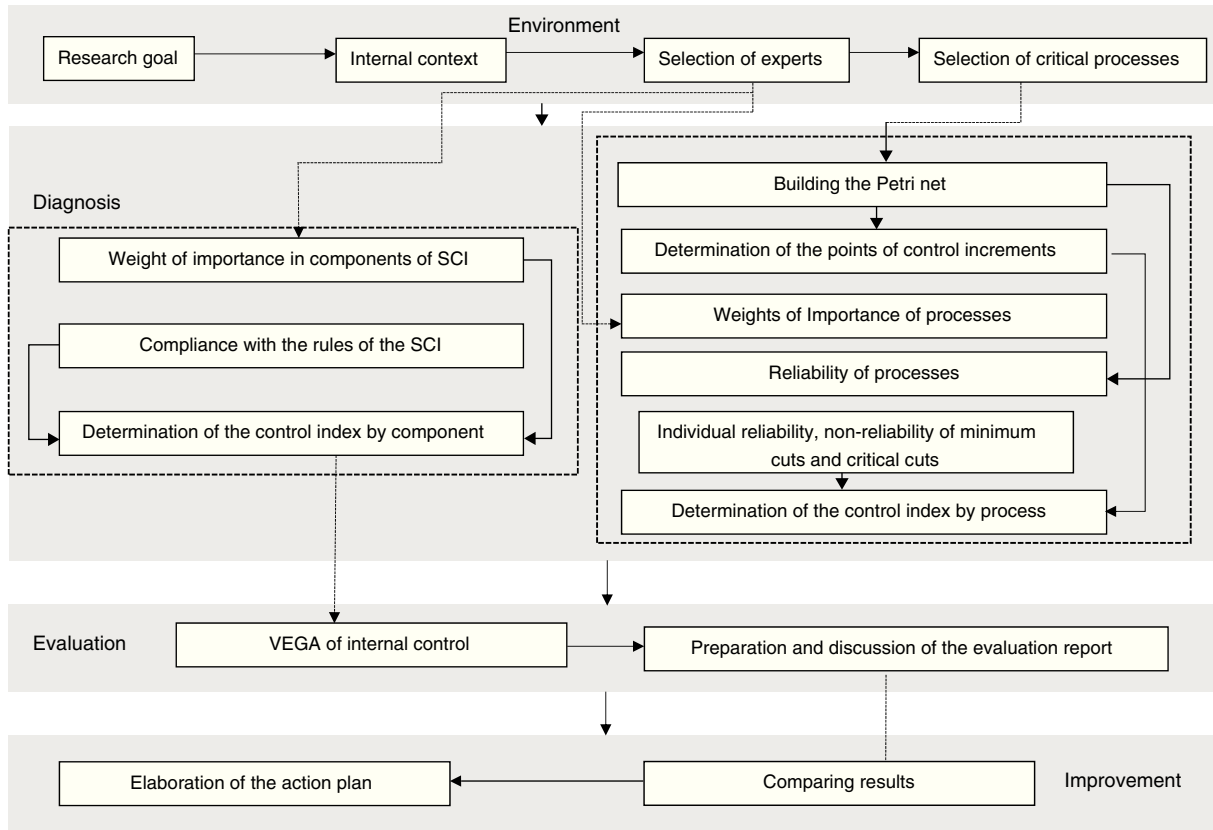 Environment
Research goal
Internal context
Selection of experts
Selection of critical processes
Diagnosis
Weight of importance in components of SCI
Compliance with the rules of the SCI
Determination of the control index by component
Building the Petri net
Determination of the points of control increments
Weights of Importance of processes
Reliability of processes
Individual reliability, non-reliability of minimum
cuts and critical cuts
Determination of the control index by process
Evaluation
VEGA of internal control
Preparation and discussion of the evaluation report
Elaboration of the action plan
Comparing results
Improvement